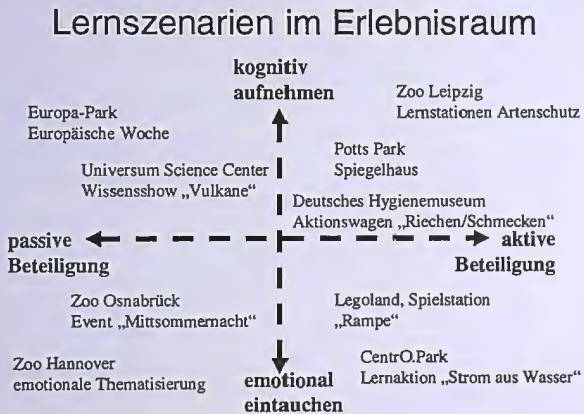 Lernszenarien im Erlebnisraum
kognitiv
aufnehmen
Zoo Leipzig
Lernstationen Artenschutz
Europa-Park
Europäische Woche
Potts Park
Spiegelhaus
Universum Science Center
Wissensshow „Vulkane“
Deutsches Hygienemuseum
Aktionswagen „Riechen/Schmecken“
passive
Beteiligung
aktive
Beteiligung
Zoo Osnabrück
Event „Mittsommernacht“
Legoland, Spielstation
„Rampe“
Zoo Hannover
emotionale Thematisierung
CentrO.Park
Lernaktion „Strom aus Wasser“
emotional
eintauchen